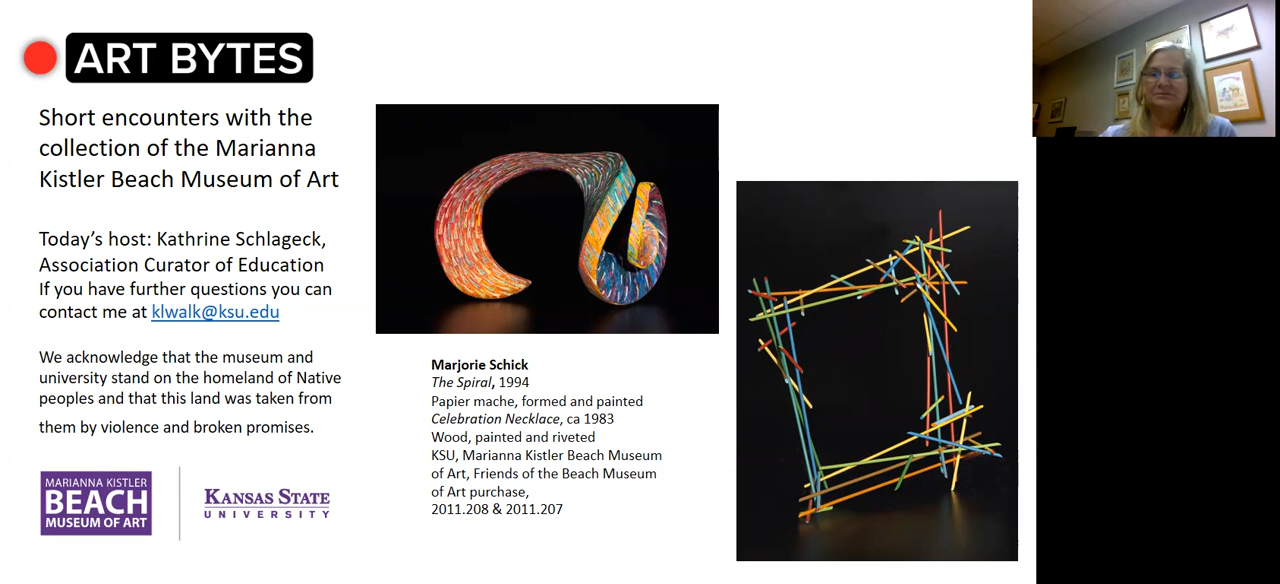 ART BYTES
Short encounters with the
collection of the Marianna
Kistler Beach Museum of Art
Today’s host: Kathrine Schlageck,
Association Curator of Education
If you have further questions you can
contact me at klwalk@ksu.edu
We acknowledge that the museum and
university stand on the homeland of Native
peoples and that this land was taken from
them by violence and broken promises.
MARIANNA KISTLER
BEACH
MUSEUM OF ART
KANSAS STATE
UNIVERSITY
Marjorie Schick
The Spiral, 1994
Papier mache, formed and painted
Celebration Necklace, ca 1983
Wood, painted and riveted
KSU, Marianna Kistler Beach Museum
of Art, Friends of the Beach Museum
of Art purchase,
2011.208 & 2011.207